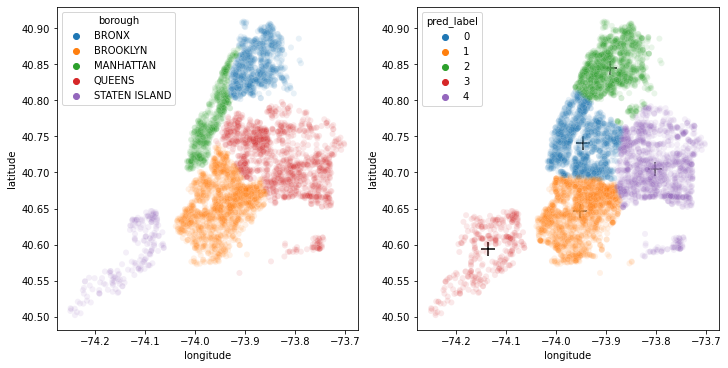 borough
BRONX
BROOKLYN
MANHATTAN
QUEENS
STATEN ISLAND
40.90
40.85
40.80
40.75
40.70
40.65
40.60
40.55
40.50
latitude
−74.2 −74.1 −74.0 −73.9 −73.8 −73.7
longitude
pred_label
0
1
2
3
4
40.90
40.85
40.80
40.75
40.70
40.65
40.60
40.55
40.50
latitude
−74.2 −74.1 −74.0 −73.9 −73.8 −73.7
longitude